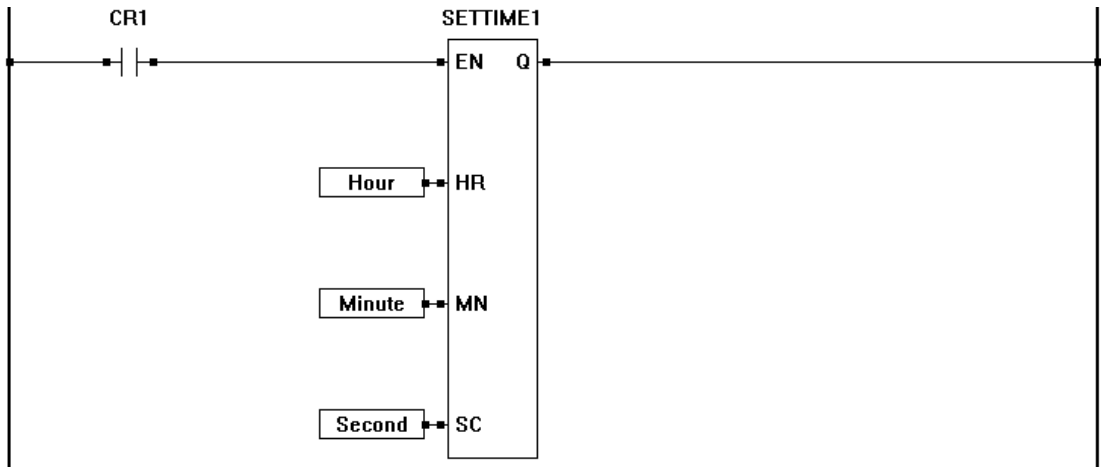 CR1 SETTIME1
EN Q
Hour HR
Minute MN
Second SC